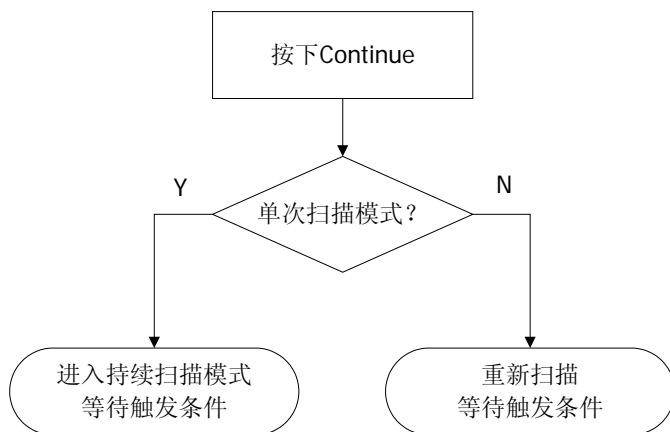 按下Continue
Y
N
单次扫描模式?
进入持续扫描模式
等待触发条件
重新扫描
等待触发条件